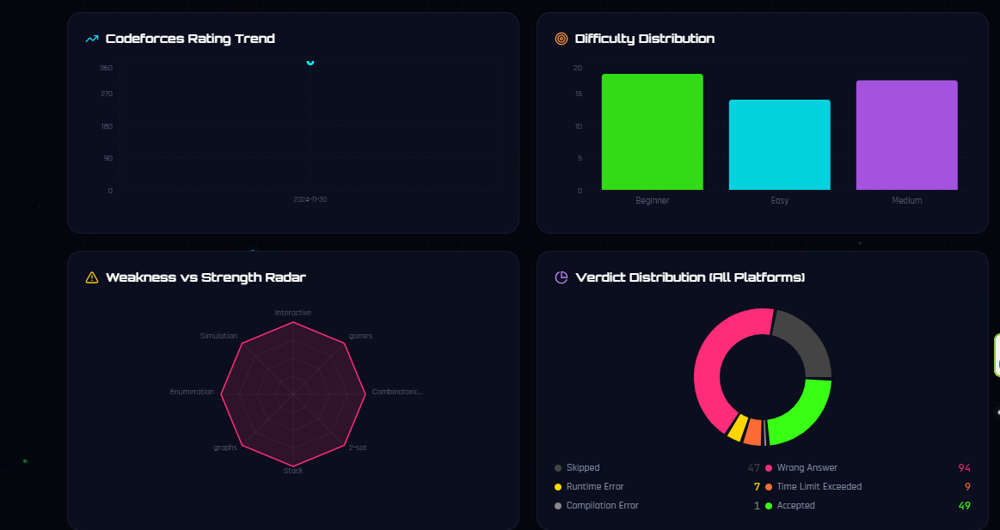 Codeforces Rating Trend
360
270
180
90
0
2024-11-30
Difficulty Distribution
20
15
10
5
0
Beginner
Easy
Medium
Weakness vs Strength Radar
Interactive
Simulation
games
Enumeration
Combinatoric...
graphs
2-sat
Stack
Verdict Distribution (All Platforms)
Skipped 47
Wrong Answer 94
Runtime Error 7
Time Limit Exceeded 9
Compilation Error 1
Accepted 49